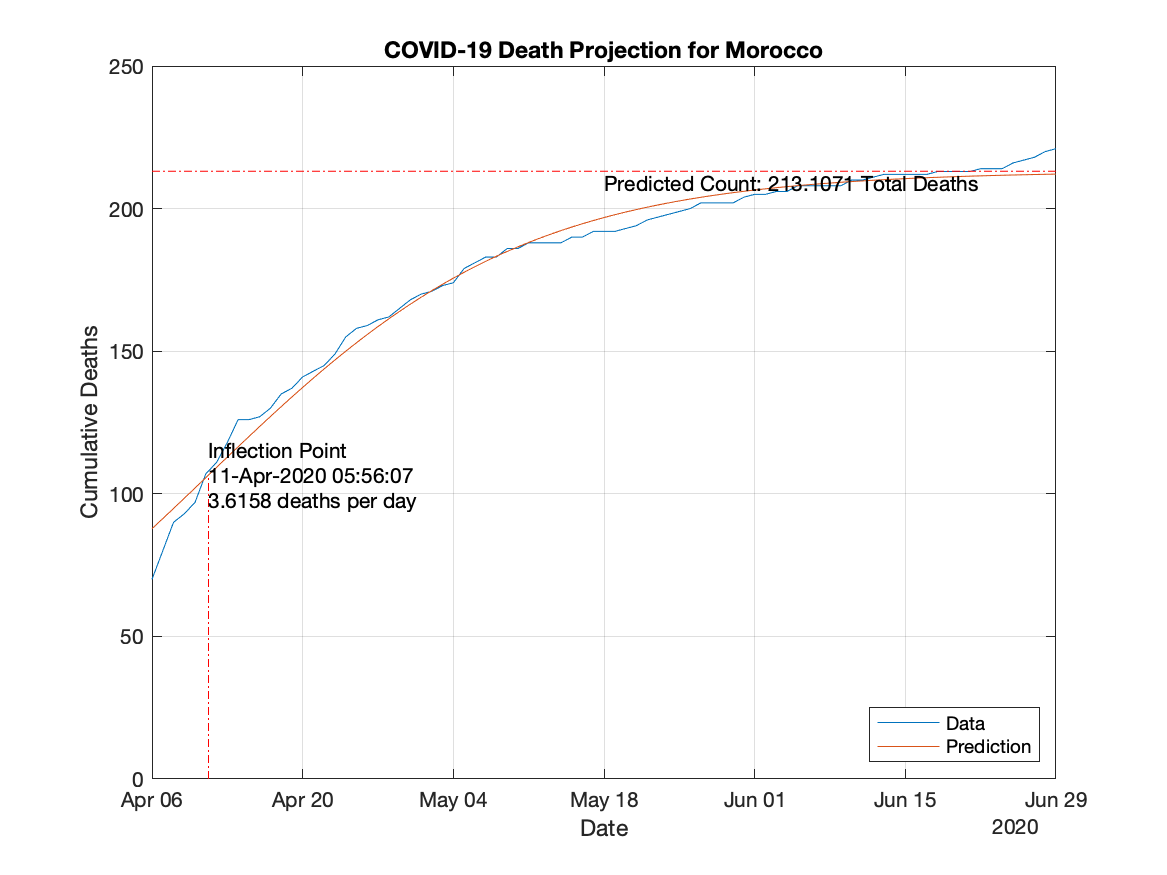 COVID-19 Death Projection for Morocco
250
200
150
100
50
0
Cumulative Deaths
Predicted Count: 213.1071 Total Deaths
Inflection Point
11-Apr-2020 05:56:07
3.6158 deaths per day
Data
Prediction
Apr 06 Apr 20 May 04 May 18 Jun 01 Jun 15 Jun 29
Date
2020